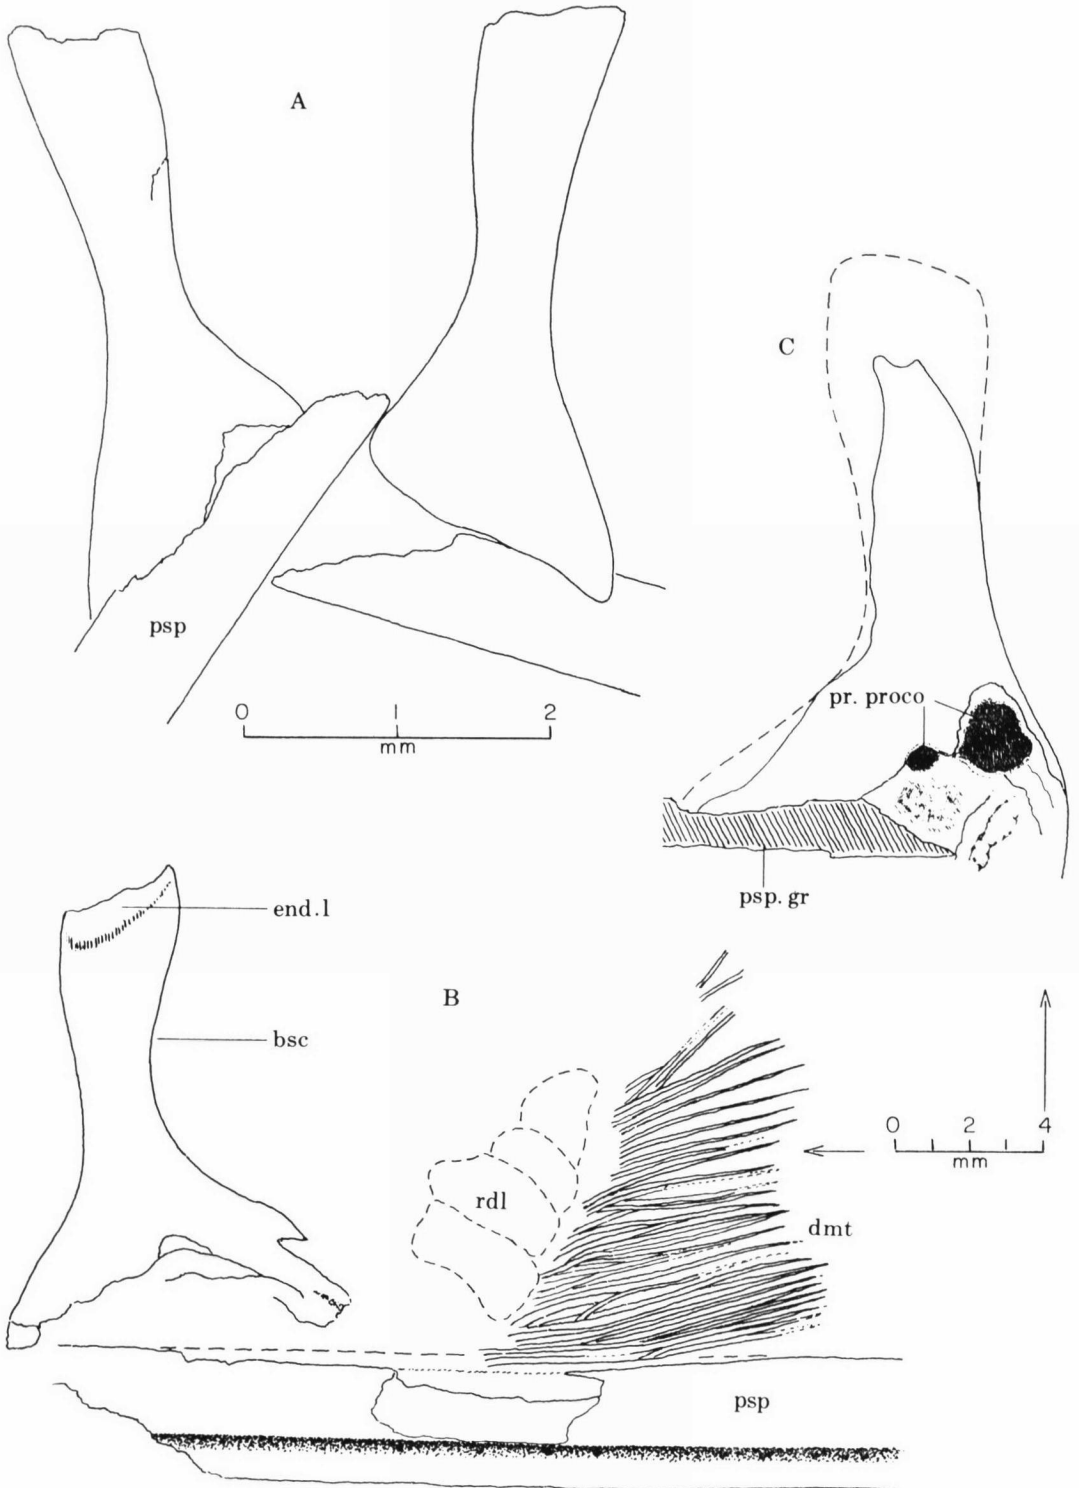 A
C
psp
0 1 2
mm
pr. proco
psp. gr
end.l
B
bsc
0 2 4
mm
rdl
dmt
psp